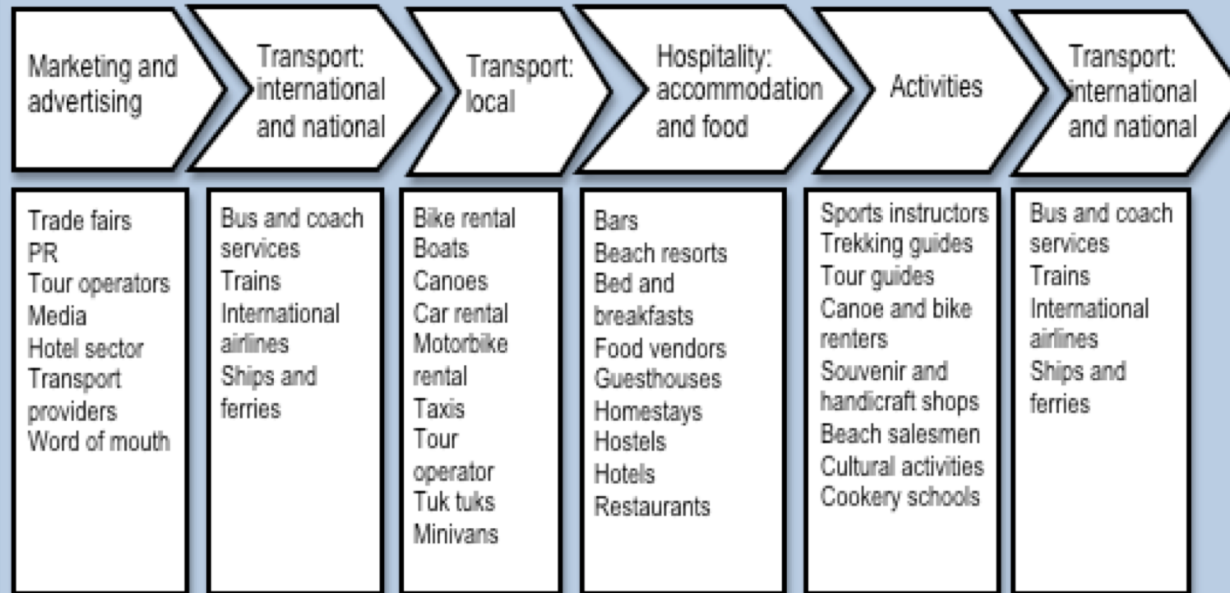 Marketing and
advertising
Transport:
international
and national
Transport:
local
Hospitality:
accommodation
and food
Activities
Transport:
international
and national
Trade fairs
PR
Tour operators
Media
Hotel sector
Transport
providers
Word of mouth
Bus and coach
services
Trains
International
airlines
Ships and
ferries
Bike rental
Boats
Canoes
Car rental
Motorbike
rental
Taxis
Tour
operator
Tuk tuks
Minivans
Bars
Beach resorts
Bed and
breakfasts
Food vendors
Guesthouses
Homestays
Hostels
Hotels
Restaurants
Sports instructors
Trekking guides
Tour guides
Canoe and bike
renters
Souvenir and
handicraft shops
Beach salesmen
Cultural activities
Cookery schools
Bus and coach
services
Trains
International
airlines
Ships and
ferries